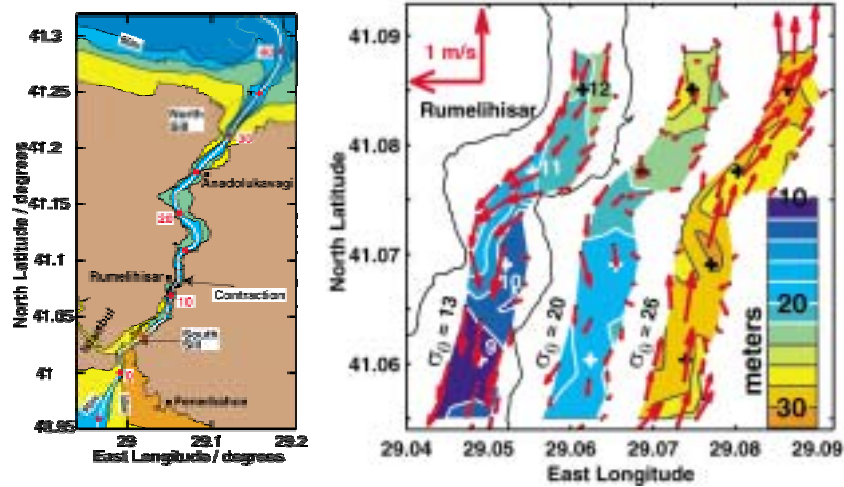 41.3
41.25
41.2
41.15
41.1
41.05
41
40.95
North Latitude / degrees
40
30
20
10
0
North
Sill
Anadolukavagi
Rumelihisar
Contraction
Istanbul
South
Sill
29
29.1
29.2
East Longitude / degrees
41.09
41.08
41.07
41.06
North Latitude
1 m/s
Rumelihisar
12
11
10
9
σθ = 13
σθ = 20
σθ = 26
10
20
30
meters
29.04
29.05
29.06
29.07
29.08
29.09
East Longitude